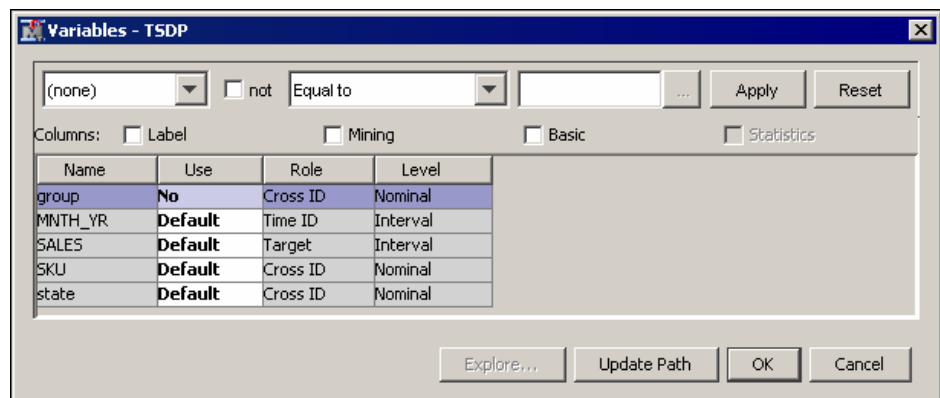 Variables - TSDP
(none) not Equal to ... Apply Reset
Columns: Label Mining Basic Statistics
Name Use Role Level
group No Cross ID Nominal
MNTH_YR Default Time ID Interval
SALES Default Target Interval
SKU Default Cross ID Nominal
state Default Cross ID Nominal
Explore... Update Path OK Cancel